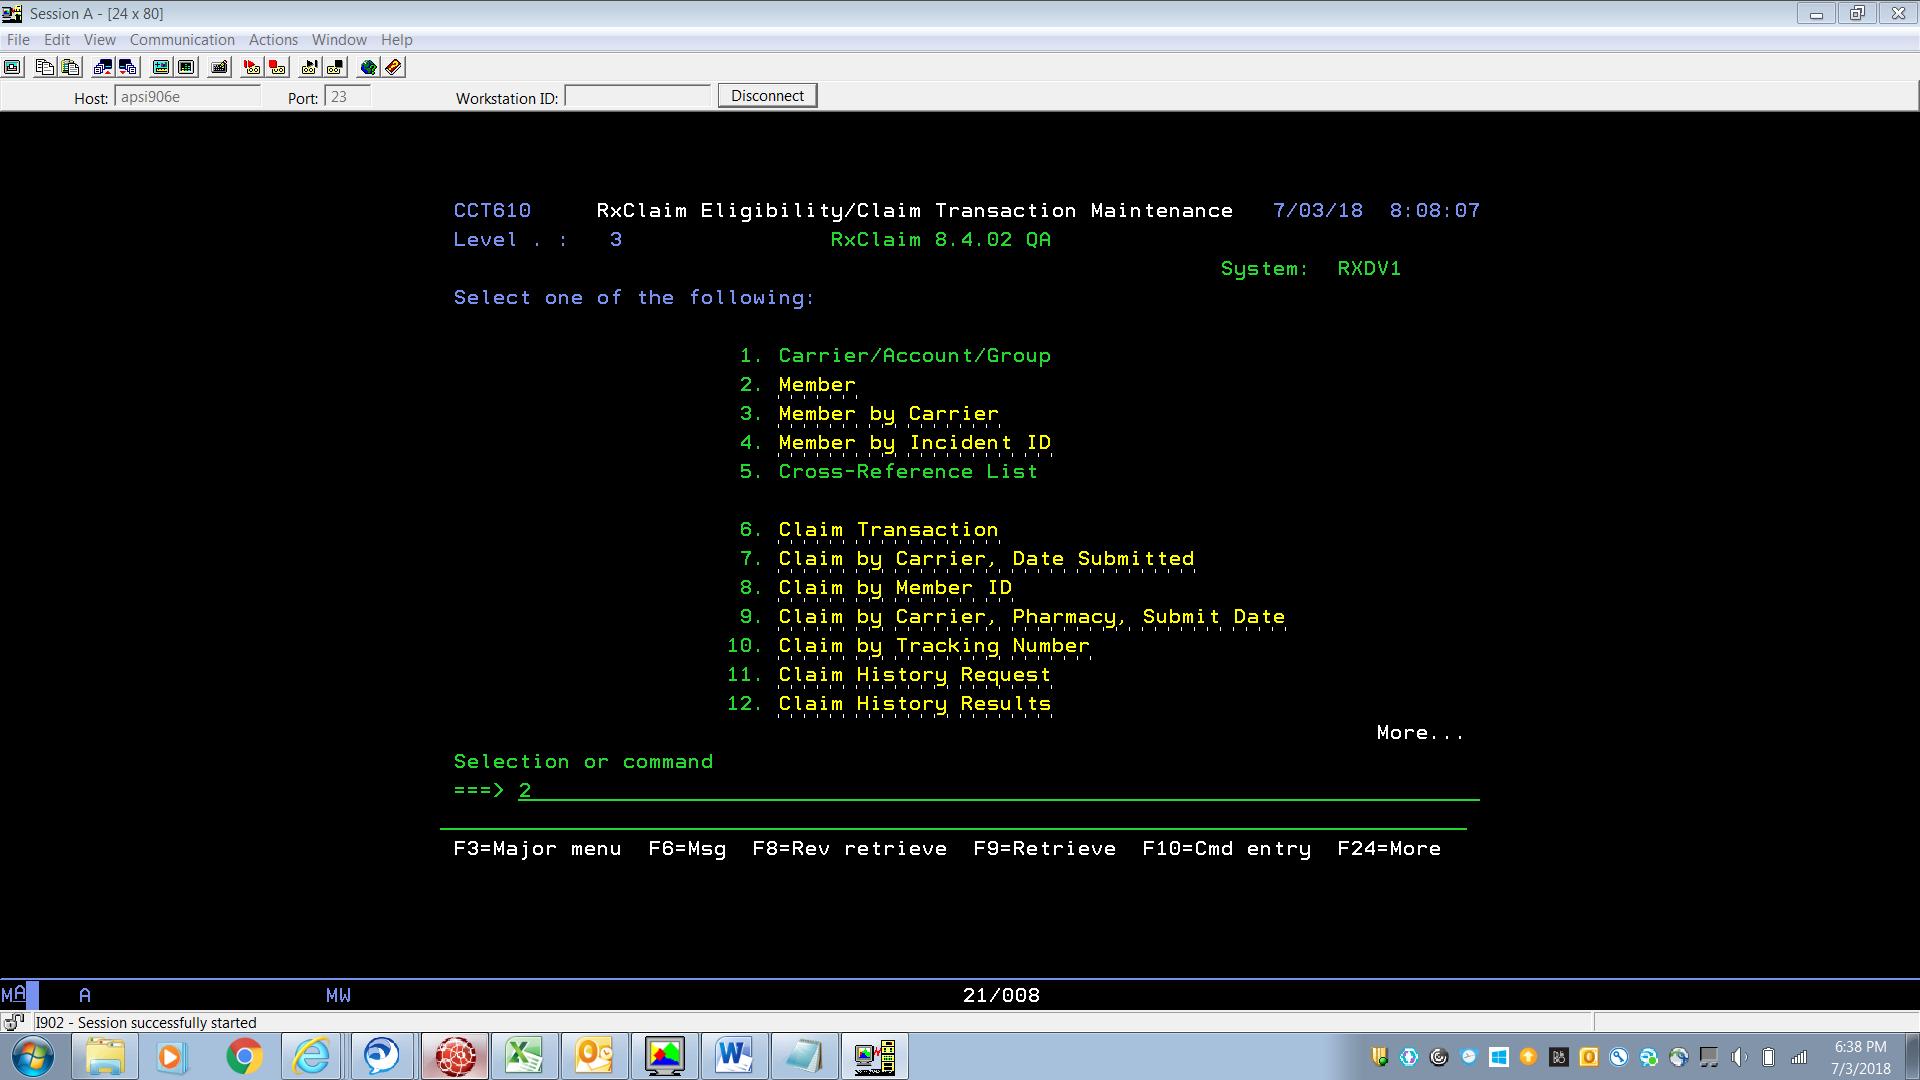 Session A - [24 x 80]
File Edit View Communication Actions Window Help
Host: apsi906e Port: 23 Workstation ID: Disconnect
CCT610 RxClaim Eligibility/Claim Transaction Maintenance 7/03/18 8:08:07
Level . : 3 RxClaim 8.4.02 QA
System: RXDV1
Select one of the following:
1. Carrier/Account/Group
2. Member
3. Member by Carrier
4. Member by Incident ID
5. Cross-Reference List
6. Claim Transaction
7. Claim by Carrier, Date Submitted
8. Claim by Member ID
9. Claim by Carrier, Pharmacy, Submit Date
10. Claim by Tracking Number
11. Claim History Request
12. Claim History Results
More...
Selection or command
===> 2
F3=Major menu F6=Msg F8=Rev retrieve F9=Retrieve F10=Cmd entry F24=More
MA A MW 21/008
I902 - Session successfully started
6:38 PM
7/3/2018